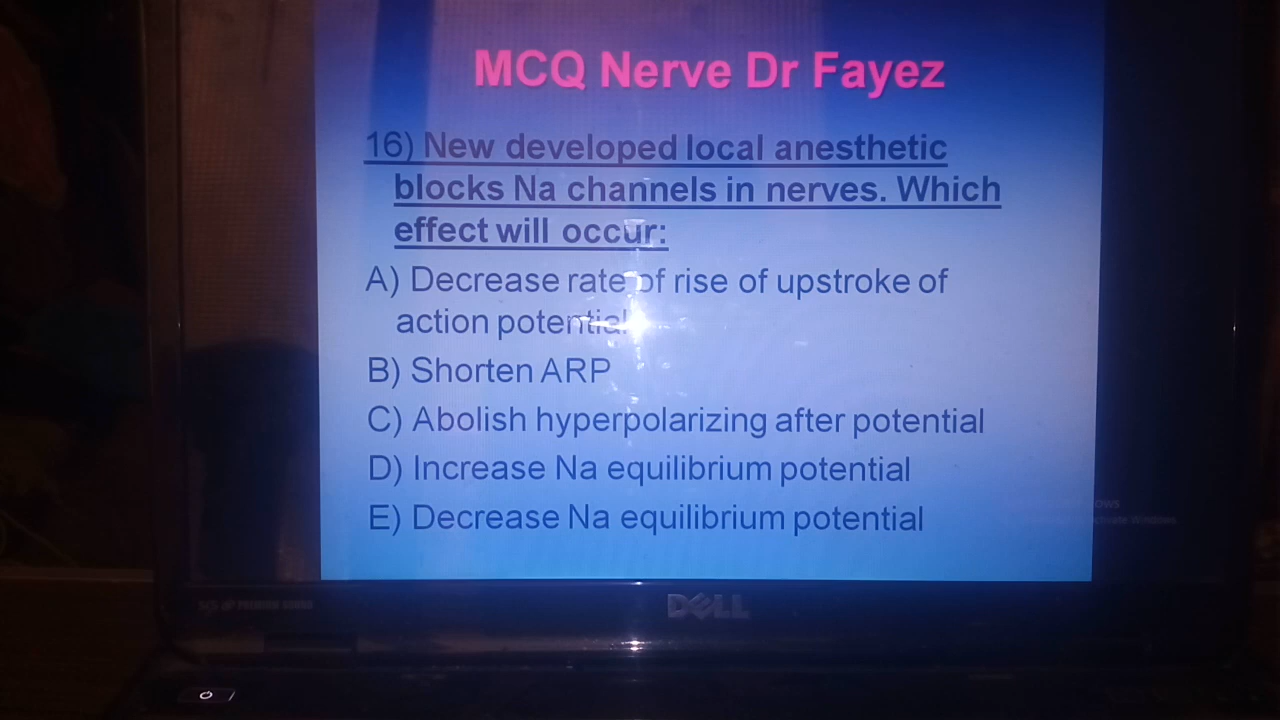 MCQ Nerve Dr Fayez
16) New developed local anesthetic
blocks Na channels in nerves. Which
effect will occur:
A) Decrease rate of rise of upstroke of
action potential
B) Shorten ARP
C) Abolish hyperpolarizing after potential
D) Increase Na equilibrium potential
E) Decrease Na equilibrium potential
DELL